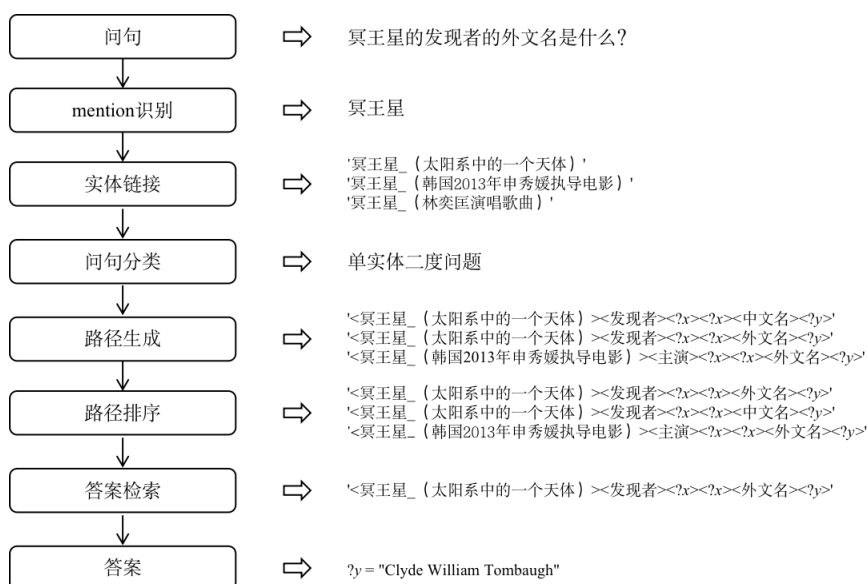 问句
冥王星的发现者的外文名是什么?
mention识别
冥王星
实体链接
'冥王星_（太阳系中的一个天体）'
'冥王星_（韩国2013年申秀媛执导电影）'
'冥王星_（林奕匡演唱歌曲）'
问句分类
单实体二度问题
路径生成
'<冥王星_（太阳系中的一个天体）><发现者><?x><?x><中文名><?y>'
'<冥王星_（太阳系中的一个天体）><发现者><?x><?x><外文名><?y>'
'<冥王星_（韩国2013年申秀媛执导电影）><主演><?x><?x><外文名><?y>'
路径排序
'<冥王星_（太阳系中的一个天体）><发现者><?x><?x><外文名><?y>'
'<冥王星_（太阳系中的一个天体）><发现者><?x><?x><中文名><?y>'
'<冥王星_（韩国2013年申秀媛执导电影）><主演><?x><?x><外文名><?y>'
答案检索
'<冥王星_（太阳系中的一个天体）><发现者><?x><?x><外文名><?y>'
答案
?y = "Clyde William Tombaugh"